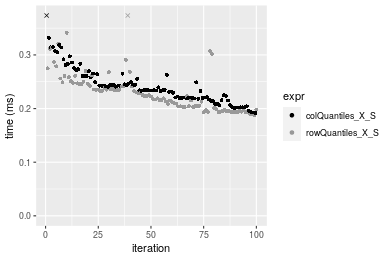 time (ms)
0.3
0.2
0.1
0.0
0
25
50
75
100
iteration
expr
colQuantiles_X_S
rowQuantiles_X_S